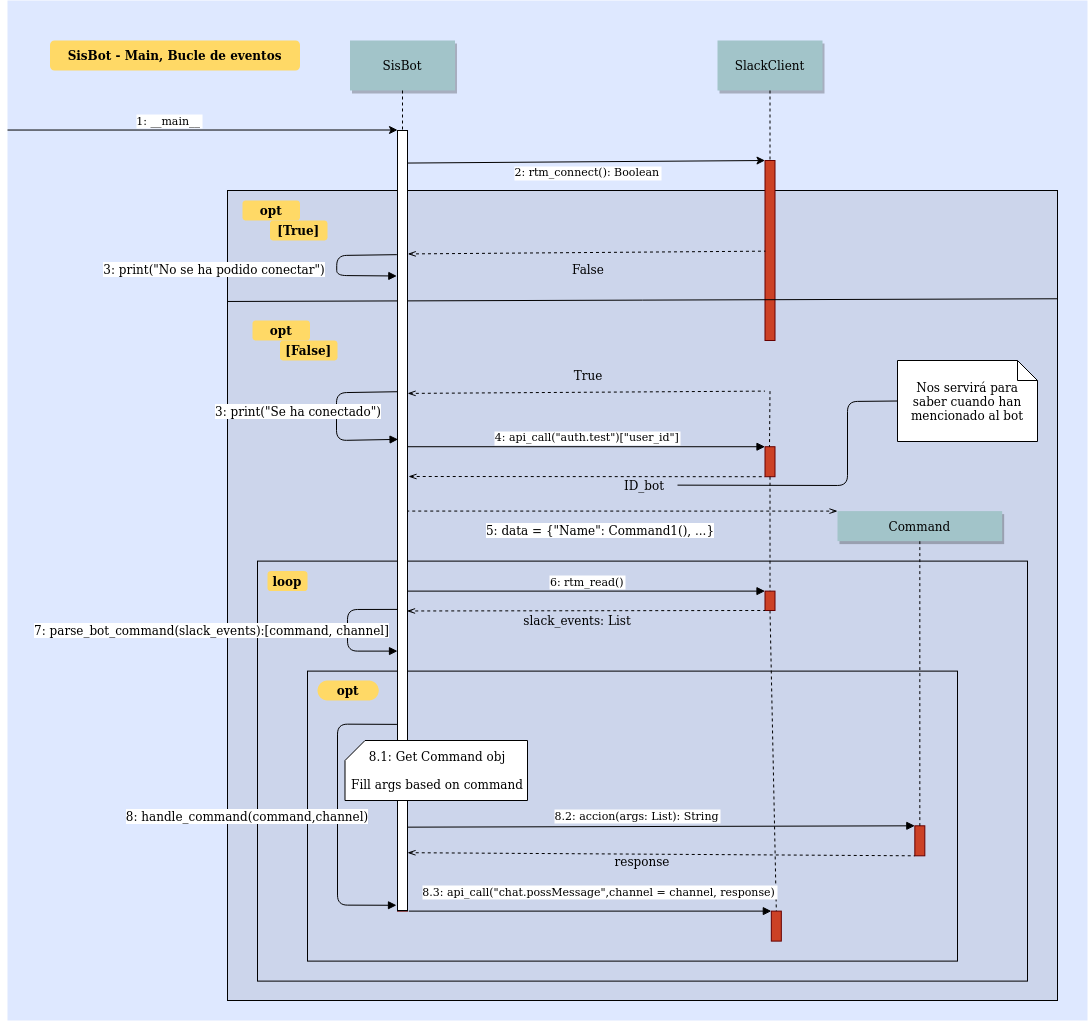 SisBot - Main, Bucle de eventos
SisBot
SlackClient
1: __main__
2: rtm_connect(): Boolean
opt
[True]
3: print("No se ha podido conectar")
False
opt
[False]
True
Nos servirá para
saber cuando han
mencionado al bot
3: print("Se ha conectado")
4: api_call("auth.test")["user_id"]
ID_bot
5: data = {"Name": Command1(), ...}
Command
loop
6: rtm_read()
slack_events: List
7: parse_bot_command(slack_events):[command, channel]
opt
8.1: Get Command obj
Fill args based on command
8: handle_command(command,channel)
8.2: accion(args: List): String
response
8.3: api_call("chat.possMessage",channel = channel, response)